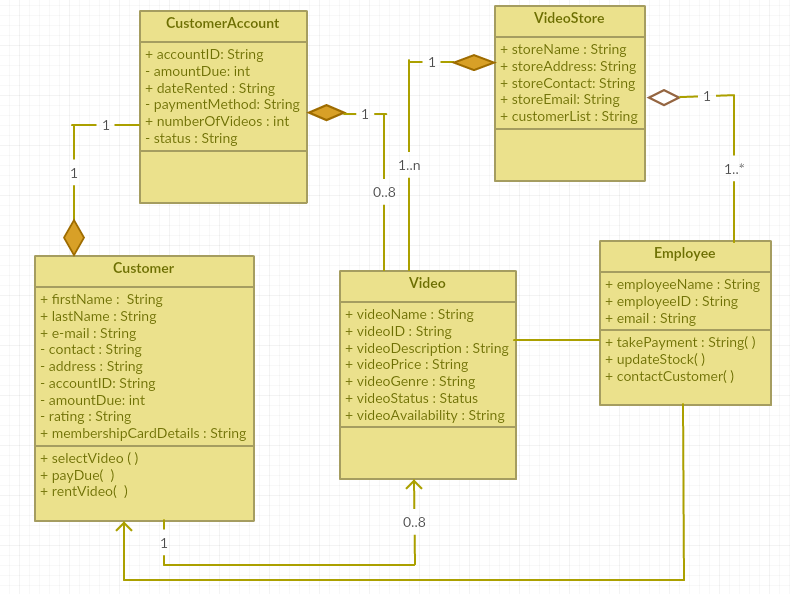 CustomerAccount
+ accountID: String
- amountDue: int
+ dateRented : String
- paymentMethod: String
+ numberOfVideos : int
- status : String
VideoStore
+ storeName : String
+ storeAddress: String
+ storeContact: String
+ storeEmail: String
+ customerList : String
1
1
1
1
1
1..n
0..8
1..*
Customer
+ firstName :  String
+ lastName : String
+ e-mail : String
- contact : String
- address : String
- accountID: String
- amountDue: int
- rating : String
+ membershipCardDetails : String
+ selectVideo ( )
+ payDue(  )
+ rentVideo(  )
Video
+ videoName : String
+ videoID : String
+ videoDescription : String
+ videoPrice : String
+ videoGenre : String
+ videoStatus : Status
+ videoAvailability : String
Employee
+ employeeName : String
+ employeeID : String
+ email : String
+ takePayment : String( )
+ updateStock( )
+ contactCustomer( )
0..8
1